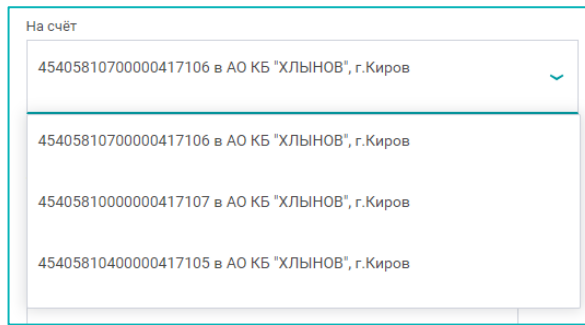 На счёт
45405810700000417106 в АО КБ "ХЛЫНОВ", г.Киров
45405810700000417106 в АО КБ "ХЛЫНОВ", г.Киров
45405810000000417107 в АО КБ "ХЛЫНОВ", г.Киров
45405810400000417105 в АО КБ "ХЛЫНОВ", г.Киров